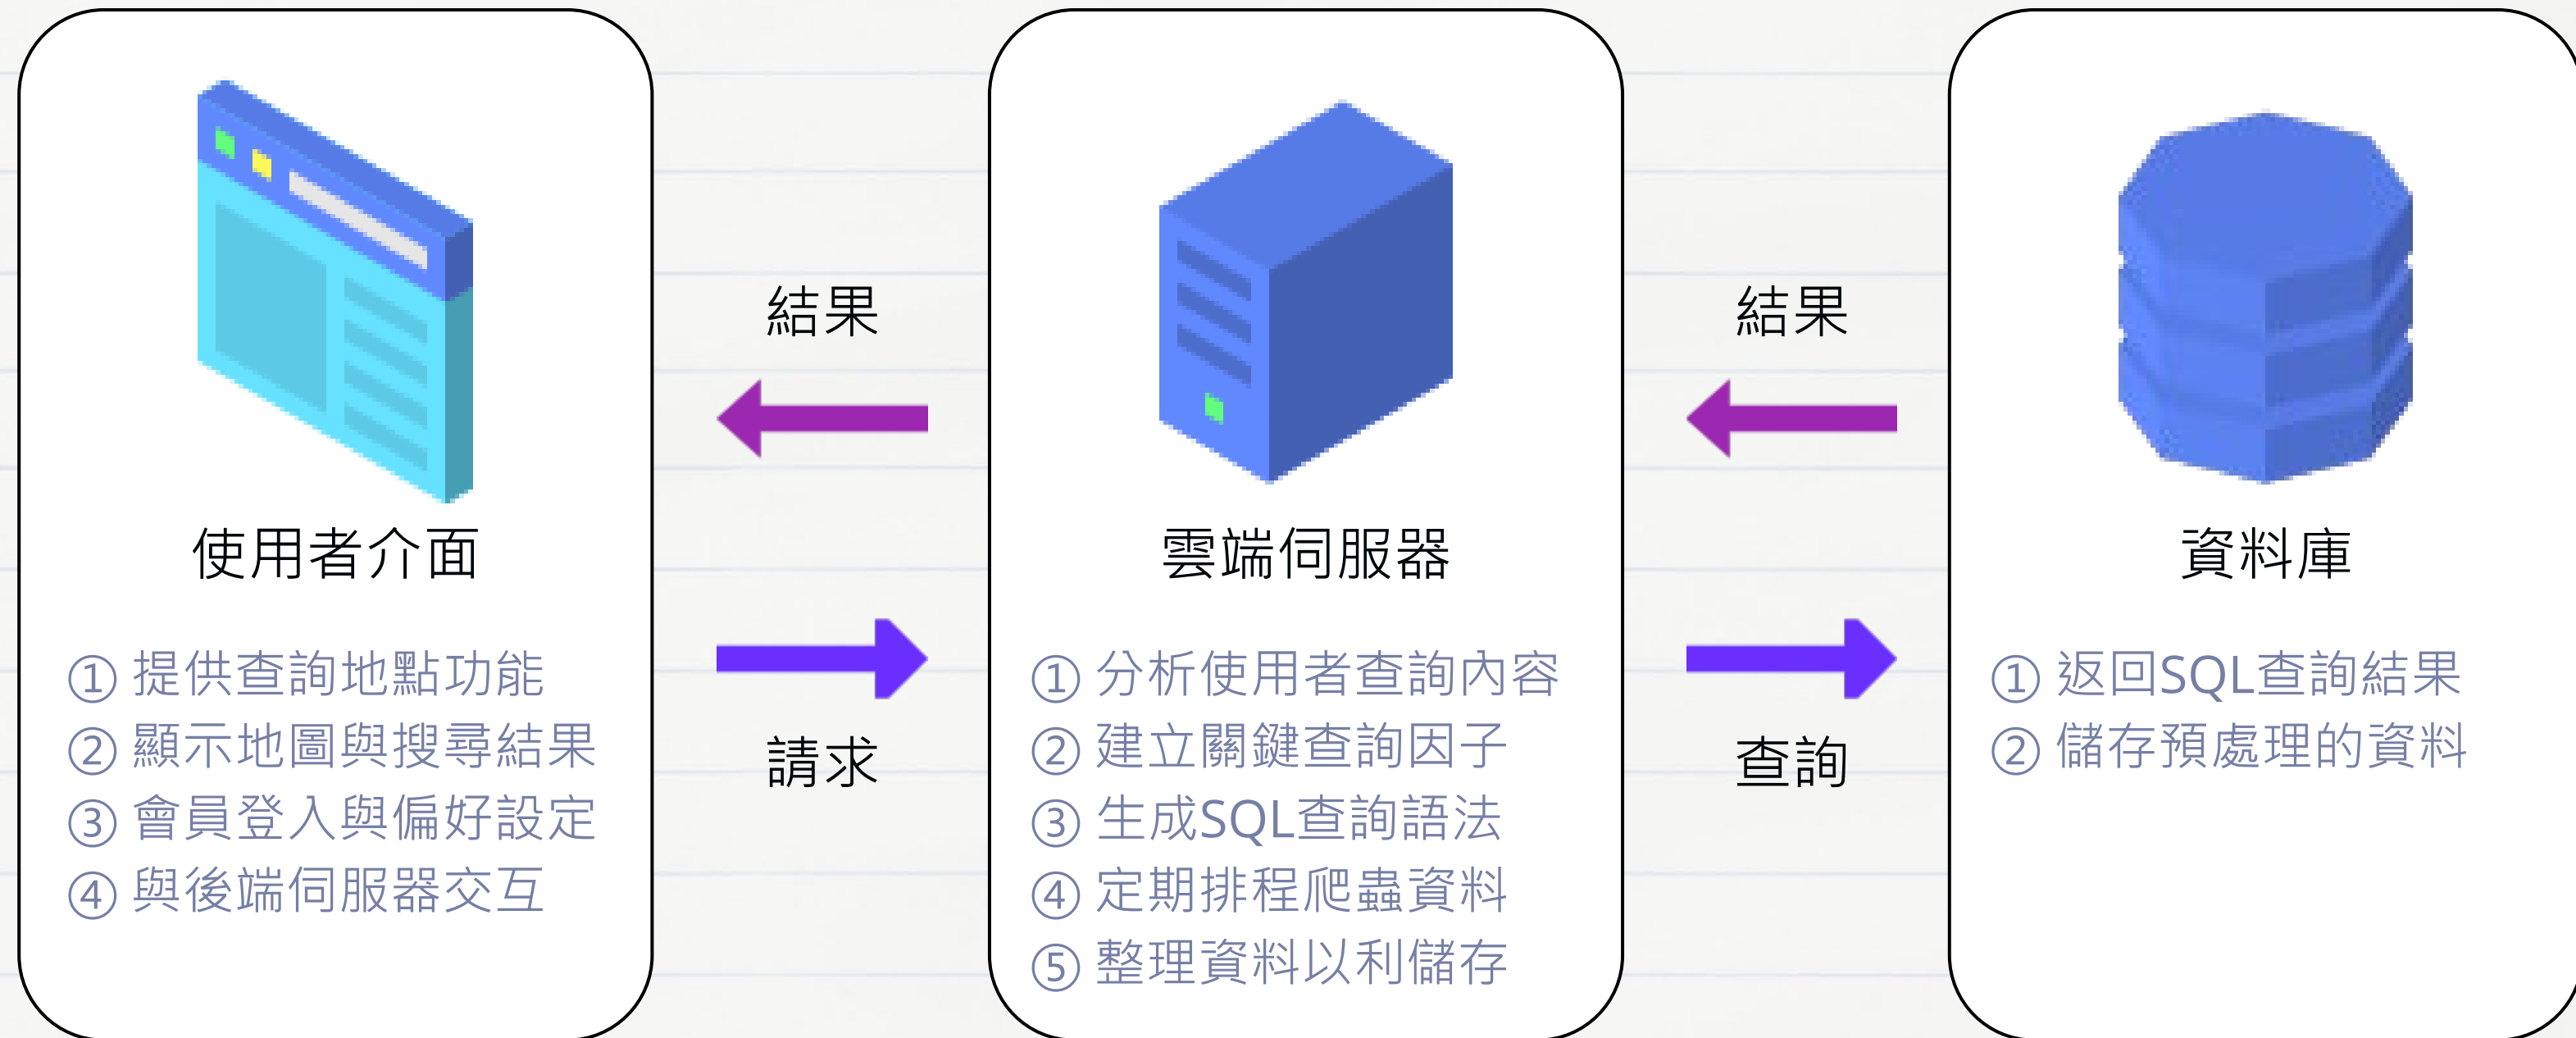 使用者介面
① 提供查詢地點功能
② 顯示地圖與搜尋結果
③ 會員登入與偏好設定
④ 與後端伺服器交互
結果
請求
雲端伺服器
① 分析使用者查詢內容
② 建立關鍵查詢因子
③ 生成SQL查詢語法
④ 定期排程爬蟲資料
⑤ 整理資料以利儲存
結果
查詢
資料庫
① 返回SQL查詢結果
② 儲存預處理的資料